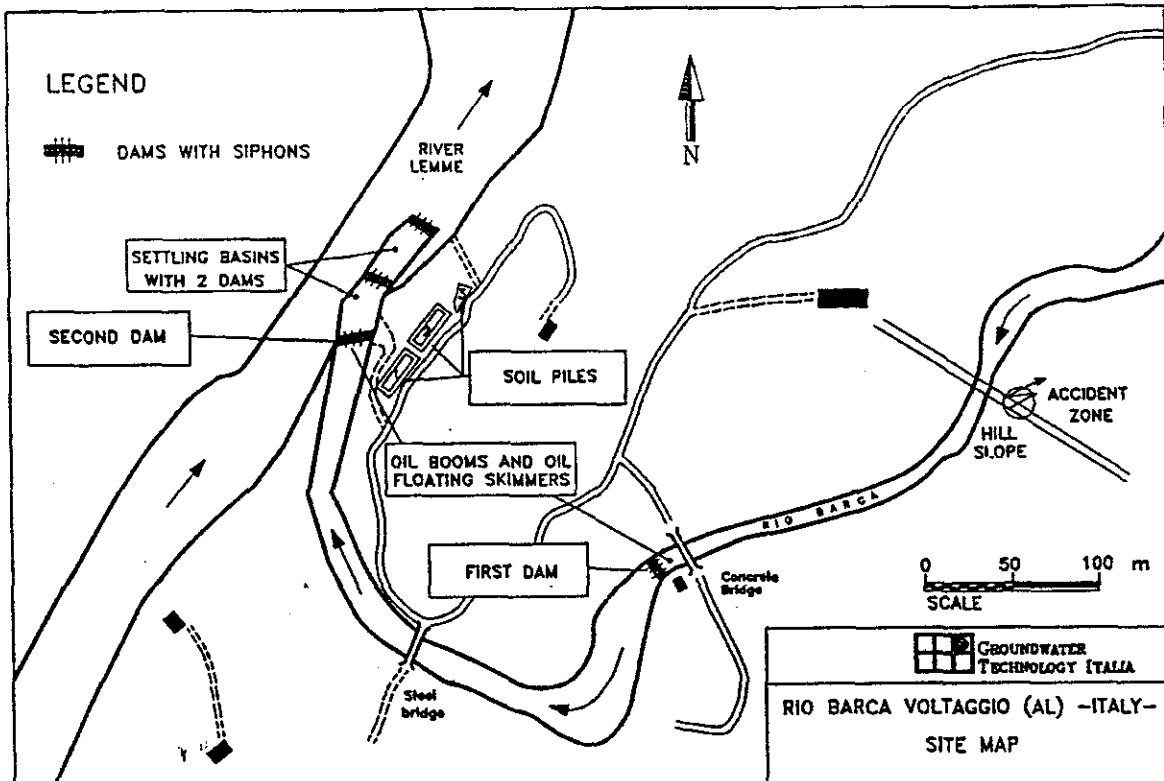 LEGEND
DAMS WITH SIPHONS
RIVER
LEMME
N
SETTLING BASINS
WITH 2 DAMS
SECOND DAM
SOIL PILES
ACCIDENT
ZONE
HILL
SLOPE
OIL BOOMS AND OIL
FLOATING SKIMMERS
RIO BARCA
FIRST DAM
Concrete
Bridge
0 50 100 m
SCALE
Steel
bridge
GROUNDWATER
TECHNOLOGY ITALIA
RIO BARCA VOLTAGGIO (AL) -ITALY-
SITE MAP